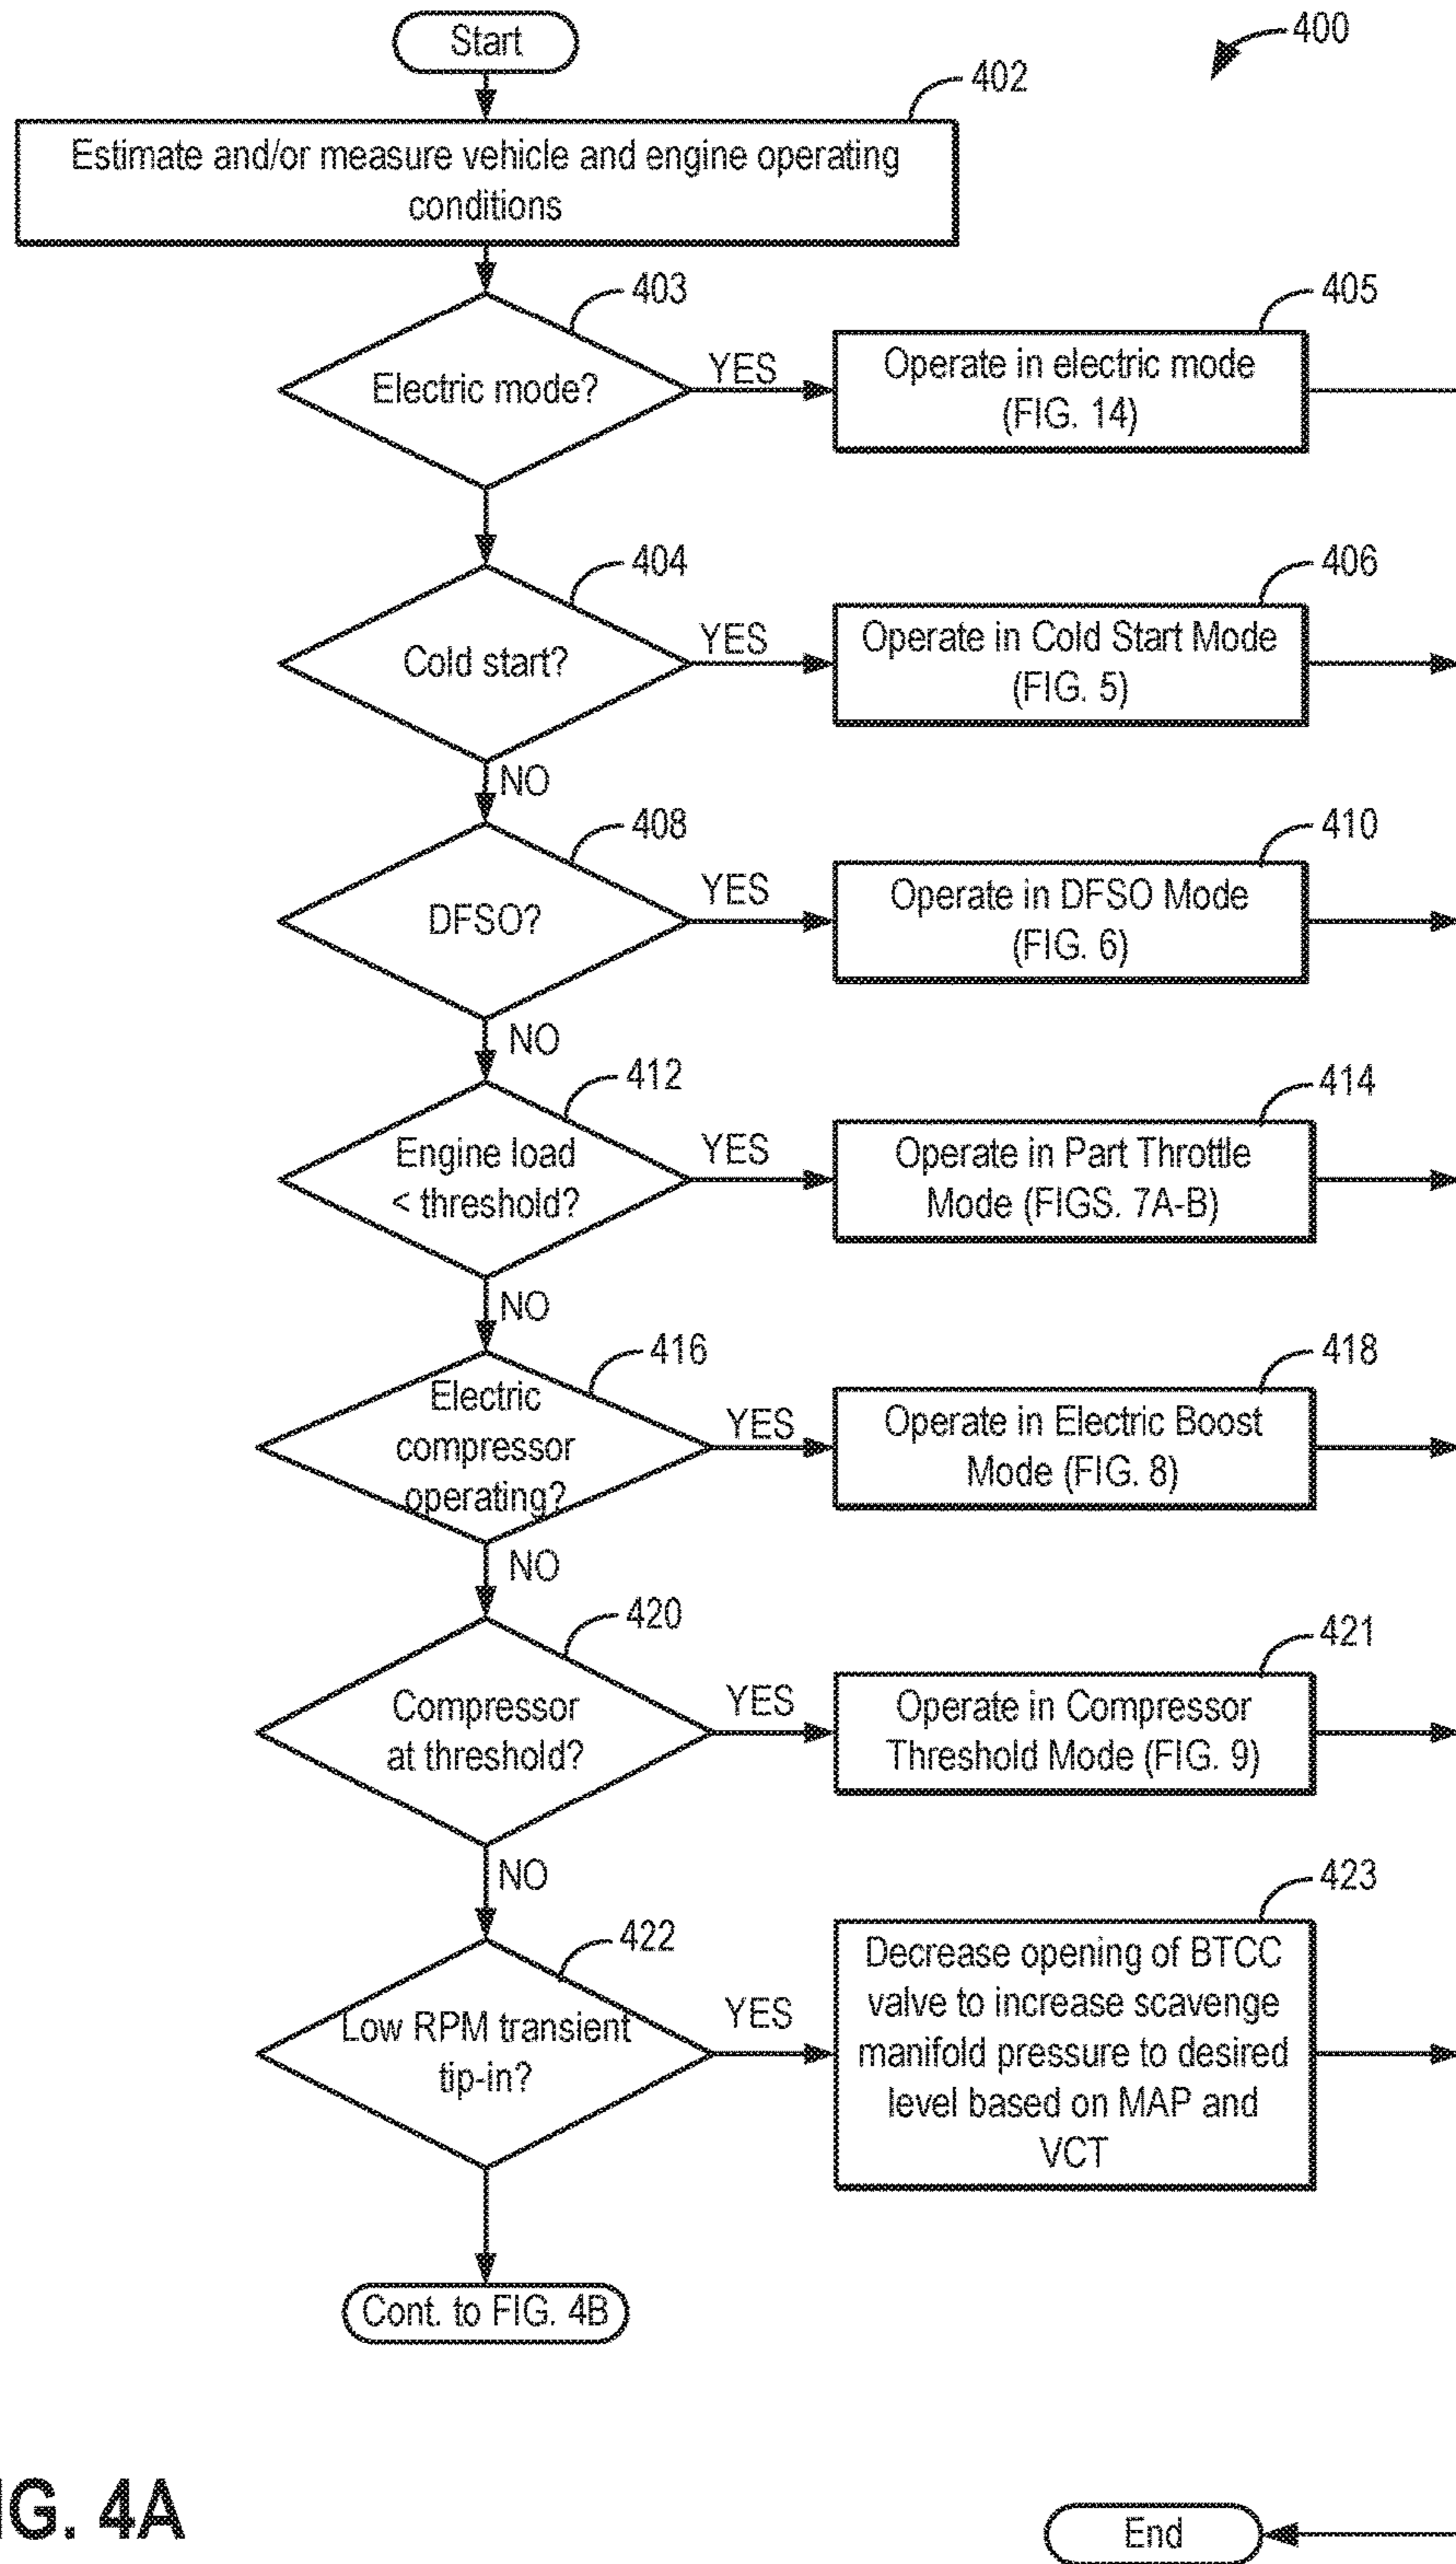 Start
400
402
Estimate and/or measure vehicle and engine operating
conditions
403
405
Electric mode?
YES
Operate in electric mode
(FIG. 14)
404
406
Cold start?
YES
Operate in Cold Start Mode
(FIG. 5)
NO
408
410
DFSO?
YES
Operate in DFSO Mode
(FIG. 6)
NO
412
414
Engine load
< threshold?
YES
Operate in Part Throttle
Mode (FIGS. 7A-B)
NO
416
418
Electric
compressor
operating?
YES
Operate in Electric Boost
Mode (FIG. 8)
NO
420
421
Compressor
at threshold?
YES
Operate in Compressor
Threshold Mode (FIG. 9)
NO
422
423
Low RPM transient
tip-in?
YES
Decrease opening of BTCC
valve to increase scavenge
manifold pressure to desired
level based on MAP and
VCT
Cont. to FIG. 4B
IG. 4A
End